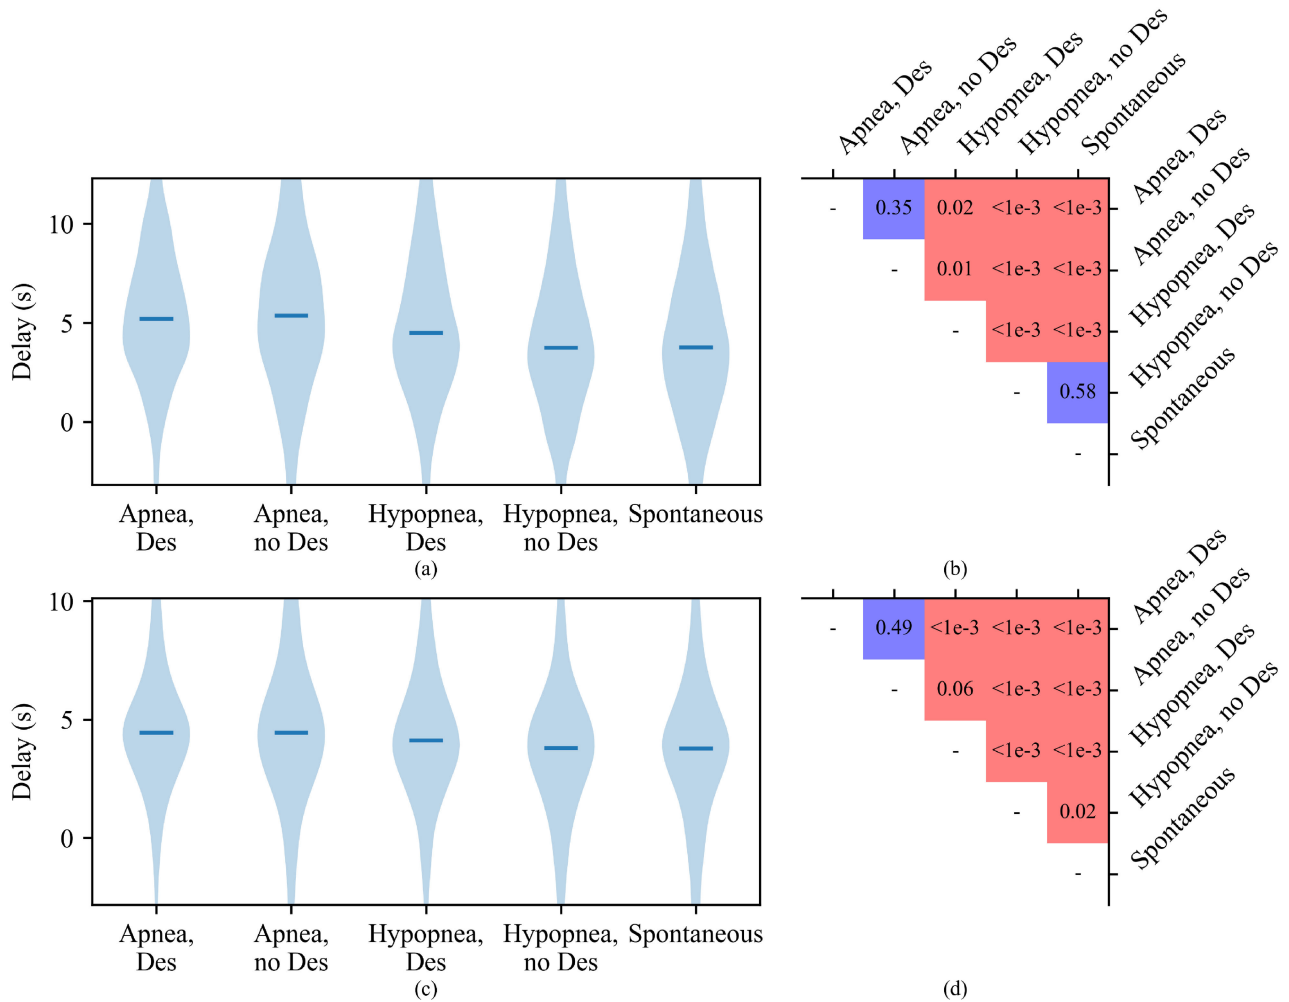 Apnea, Des
Apnea, no Des
Hypopnea, Des
Hypopnea, no Des
Spontaneous
Apnea, Des
Apnea, no Des
Hypopnea, Des
Hypopnea, no Des
Spontaneous
- 0.35 0.02 <1e-3 <1e-3
- 0.01 <1e-3 <1e-3
- <1e-3 <1e-3
- 0.58
-
Delay (s)
10
5
0
Apnea, Apnea, Hypopnea, Hypopnea, Spontaneous
Des no Des Des no Des
(a)
(b)
Delay (s)
10
5
0
Apnea, Apnea, Hypopnea, Hypopnea, Spontaneous
Des no Des Des no Des
(c)
Apnea, Des
Apnea, no Des
Hypopnea, Des
Hypopnea, no Des
Spontaneous
- 0.49 <1e-3 <1e-3 <1e-3
- 0.06 <1e-3 <1e-3
- <1e-3 <1e-3
- 0.02
-
(d)